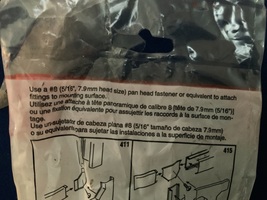 Use a #8 (5/16", 7.9mm head size) pan head fastener or equivalent to attach
fittings to mounting surface.
Utilisez une attache à tête panoramique de calibre 8 (tête de 7.9mm (5/16"))
ou une fixation équivalente pour assujettir les raccords à la surface de mon-
tage.
Use un sujetador de cabeza plana #8 (5/16" tamaño de cabeza 7.9mm)
o su equivalente para sujetar las instalaciones a la superficie de montaje.
411 415